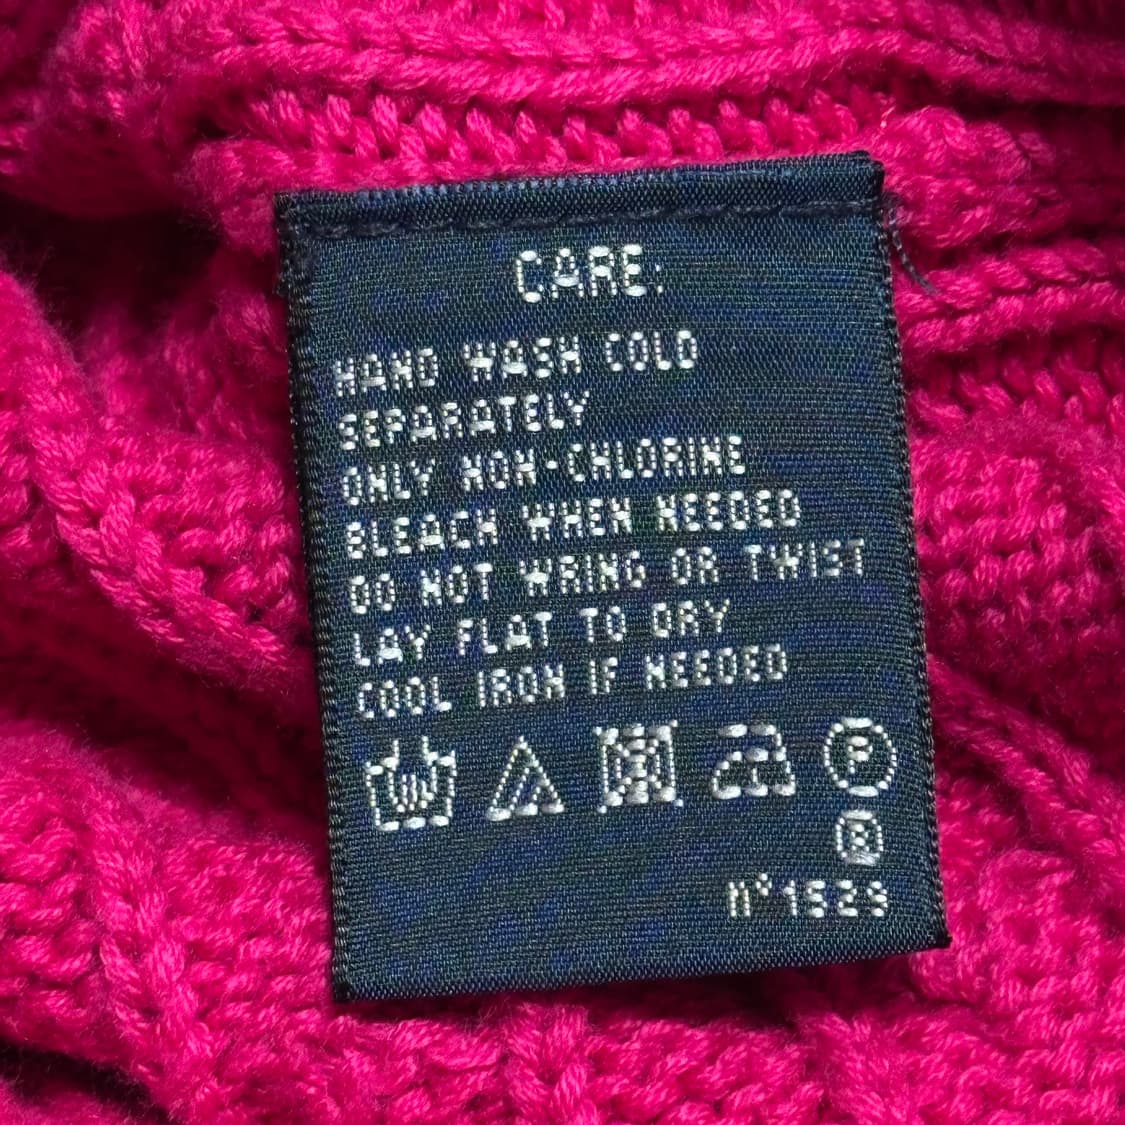 CARE:
HAND WASH COLD
SEPARATELY
ONLY NON-CHLORINE
BLEACH WHEN NEEDED
DO NOT WRING OR TWIST
LAY FLAT TO DRY
COOL IRON IF NEEDED
P
R
N°1529